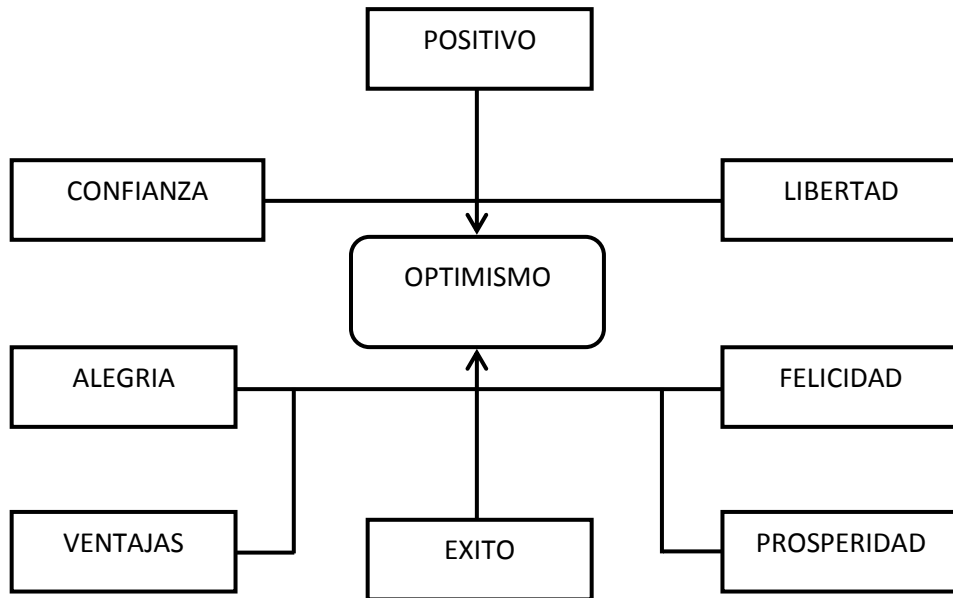 POSITIVO
CONFIANZA
LIBERTAD
OPTIMISMO
ALEGRIA
FELICIDAD
VENTAJAS
EXITO
PROSPERIDAD